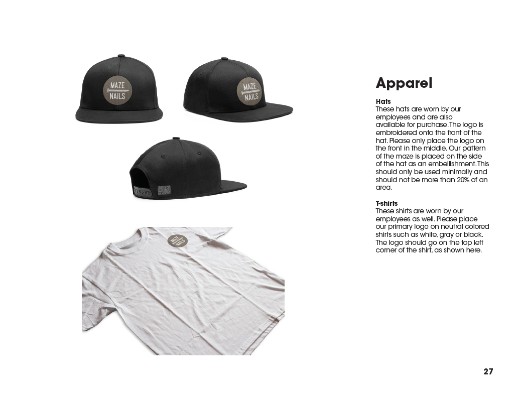 MAZE
NAILS
MAZE
NAILS
Apparel
Hats
These hats are worn by our
employees and are also
available for purchase.The logo is
embroidered onto the front of the
hat. Please only place the logo on
the front in the middle. Our pattern
of the maze is placed on the side
of the hat as an embellishment.This
should only be used minimally and
should not be more than 20% of an
area.
T-shirts
These shirts are worn by our
employees as well. Please place
our primary logo on neutral colored
shirts such as white, gray or black.
The logo should go on the top left
corner of the shirt, as shown here.
MAZE
NAILS
27